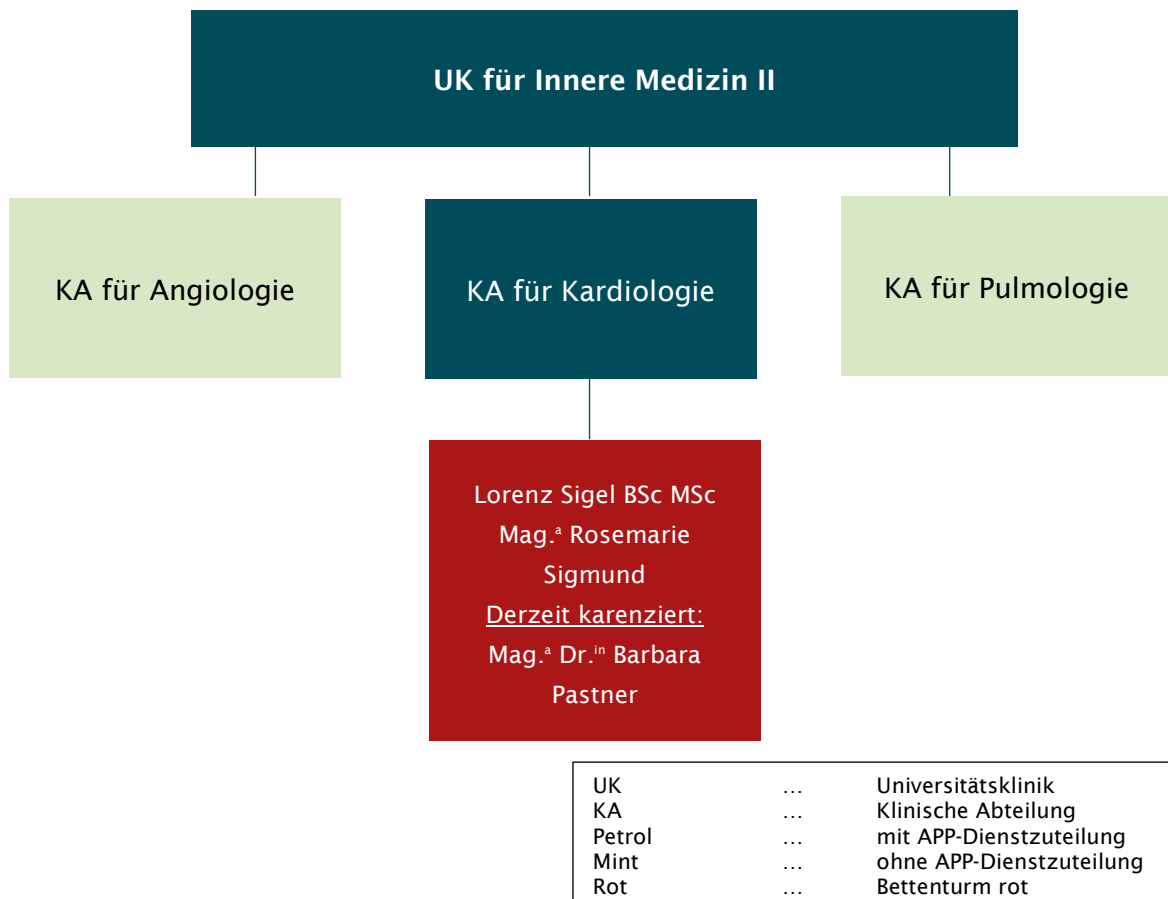 UK für Innere Medizin II
KA für Angiologie
KA für Kardiologie
KA für Pulmologie
Lorenz Sigel BSc MSc
Mag.ᵃ Rosemarie
Sigmund
Derzeit karenziert:
Mag.ᵃ Dr.ⁱⁿ Barbara
Pastner
UK … Universitätsklinik
KA … Klinische Abteilung
Petrol … mit APP-Dienstzuteilung
Mint … ohne APP-Dienstzuteilung
Rot … Bettenturm rot